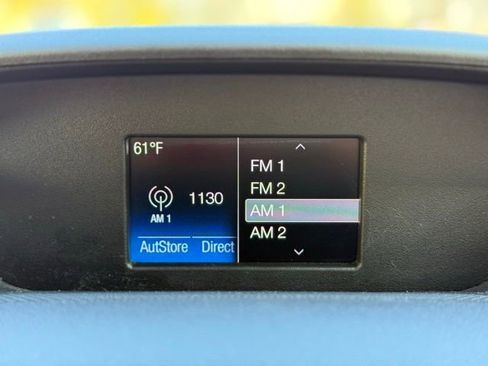 61°F
1130
AM 1
AutStore Direct
FM 1
FM 2
AM 1
AM 2